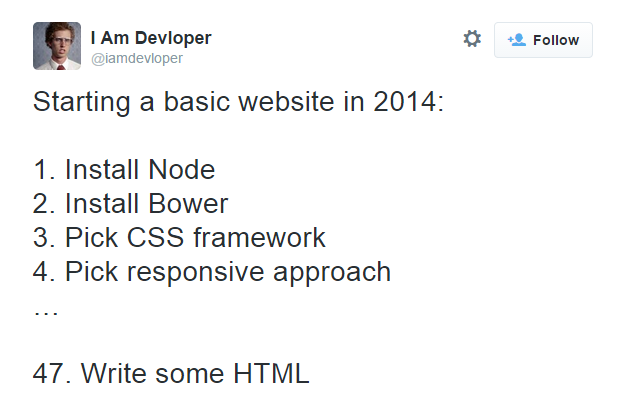 I Am Devloper
@iamdevloper
Follow
Starting a basic website in 2014:
1. Install Node
2. Install Bower
3. Pick CSS framework
4. Pick responsive approach
...
47. Write some HTML